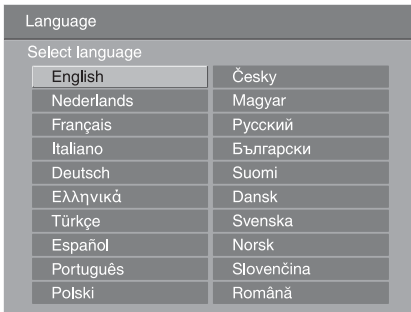 Language
Select language
English Česky
Nederlands Magyar
Français Русский
Italiano Български
Deutsch Suomi
Ελληνικά Dansk
Türkçe Svenska
Español Norsk
Português Slovenčina
Polski Română